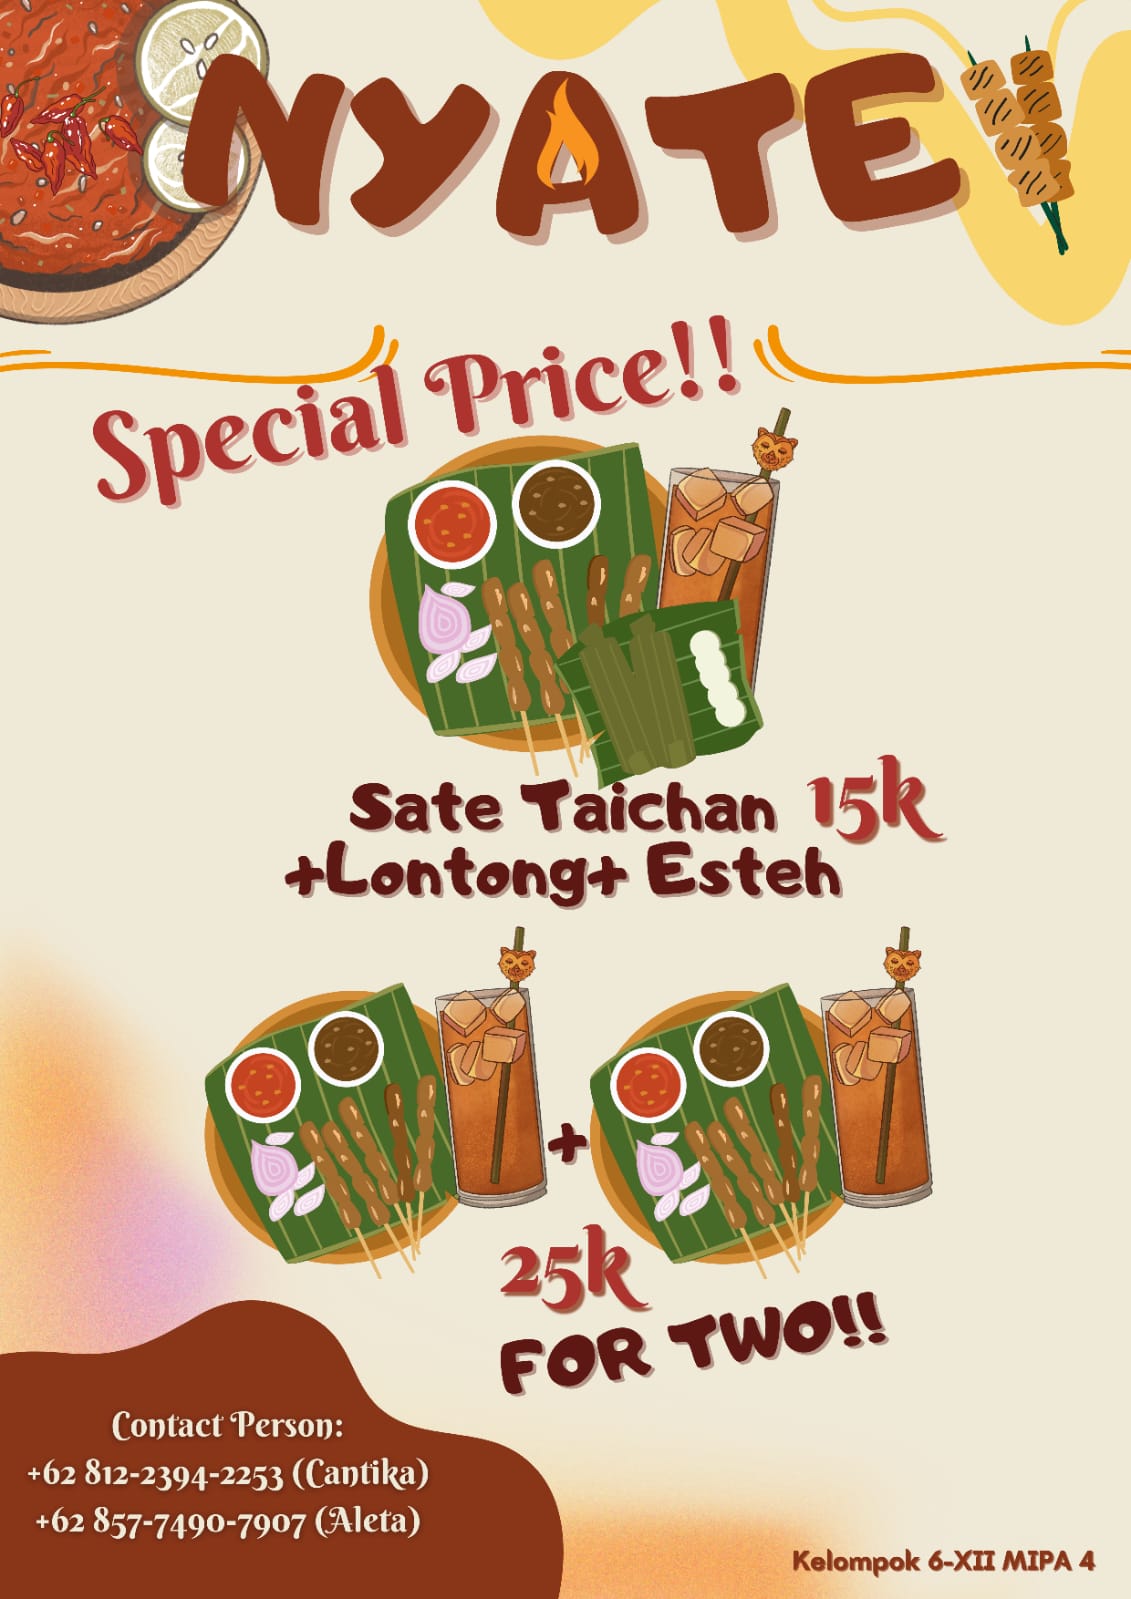 NYATE
Special Price!!
Sate Taichan 15k
+Lontong+ Esteh
+
25k
FOR TWO!!
Contact Person:
+62 812-2394-2253 (Cantika)
+62 857-7490-7907 (Aleta)
Kelompok 6-XII MIPA 4